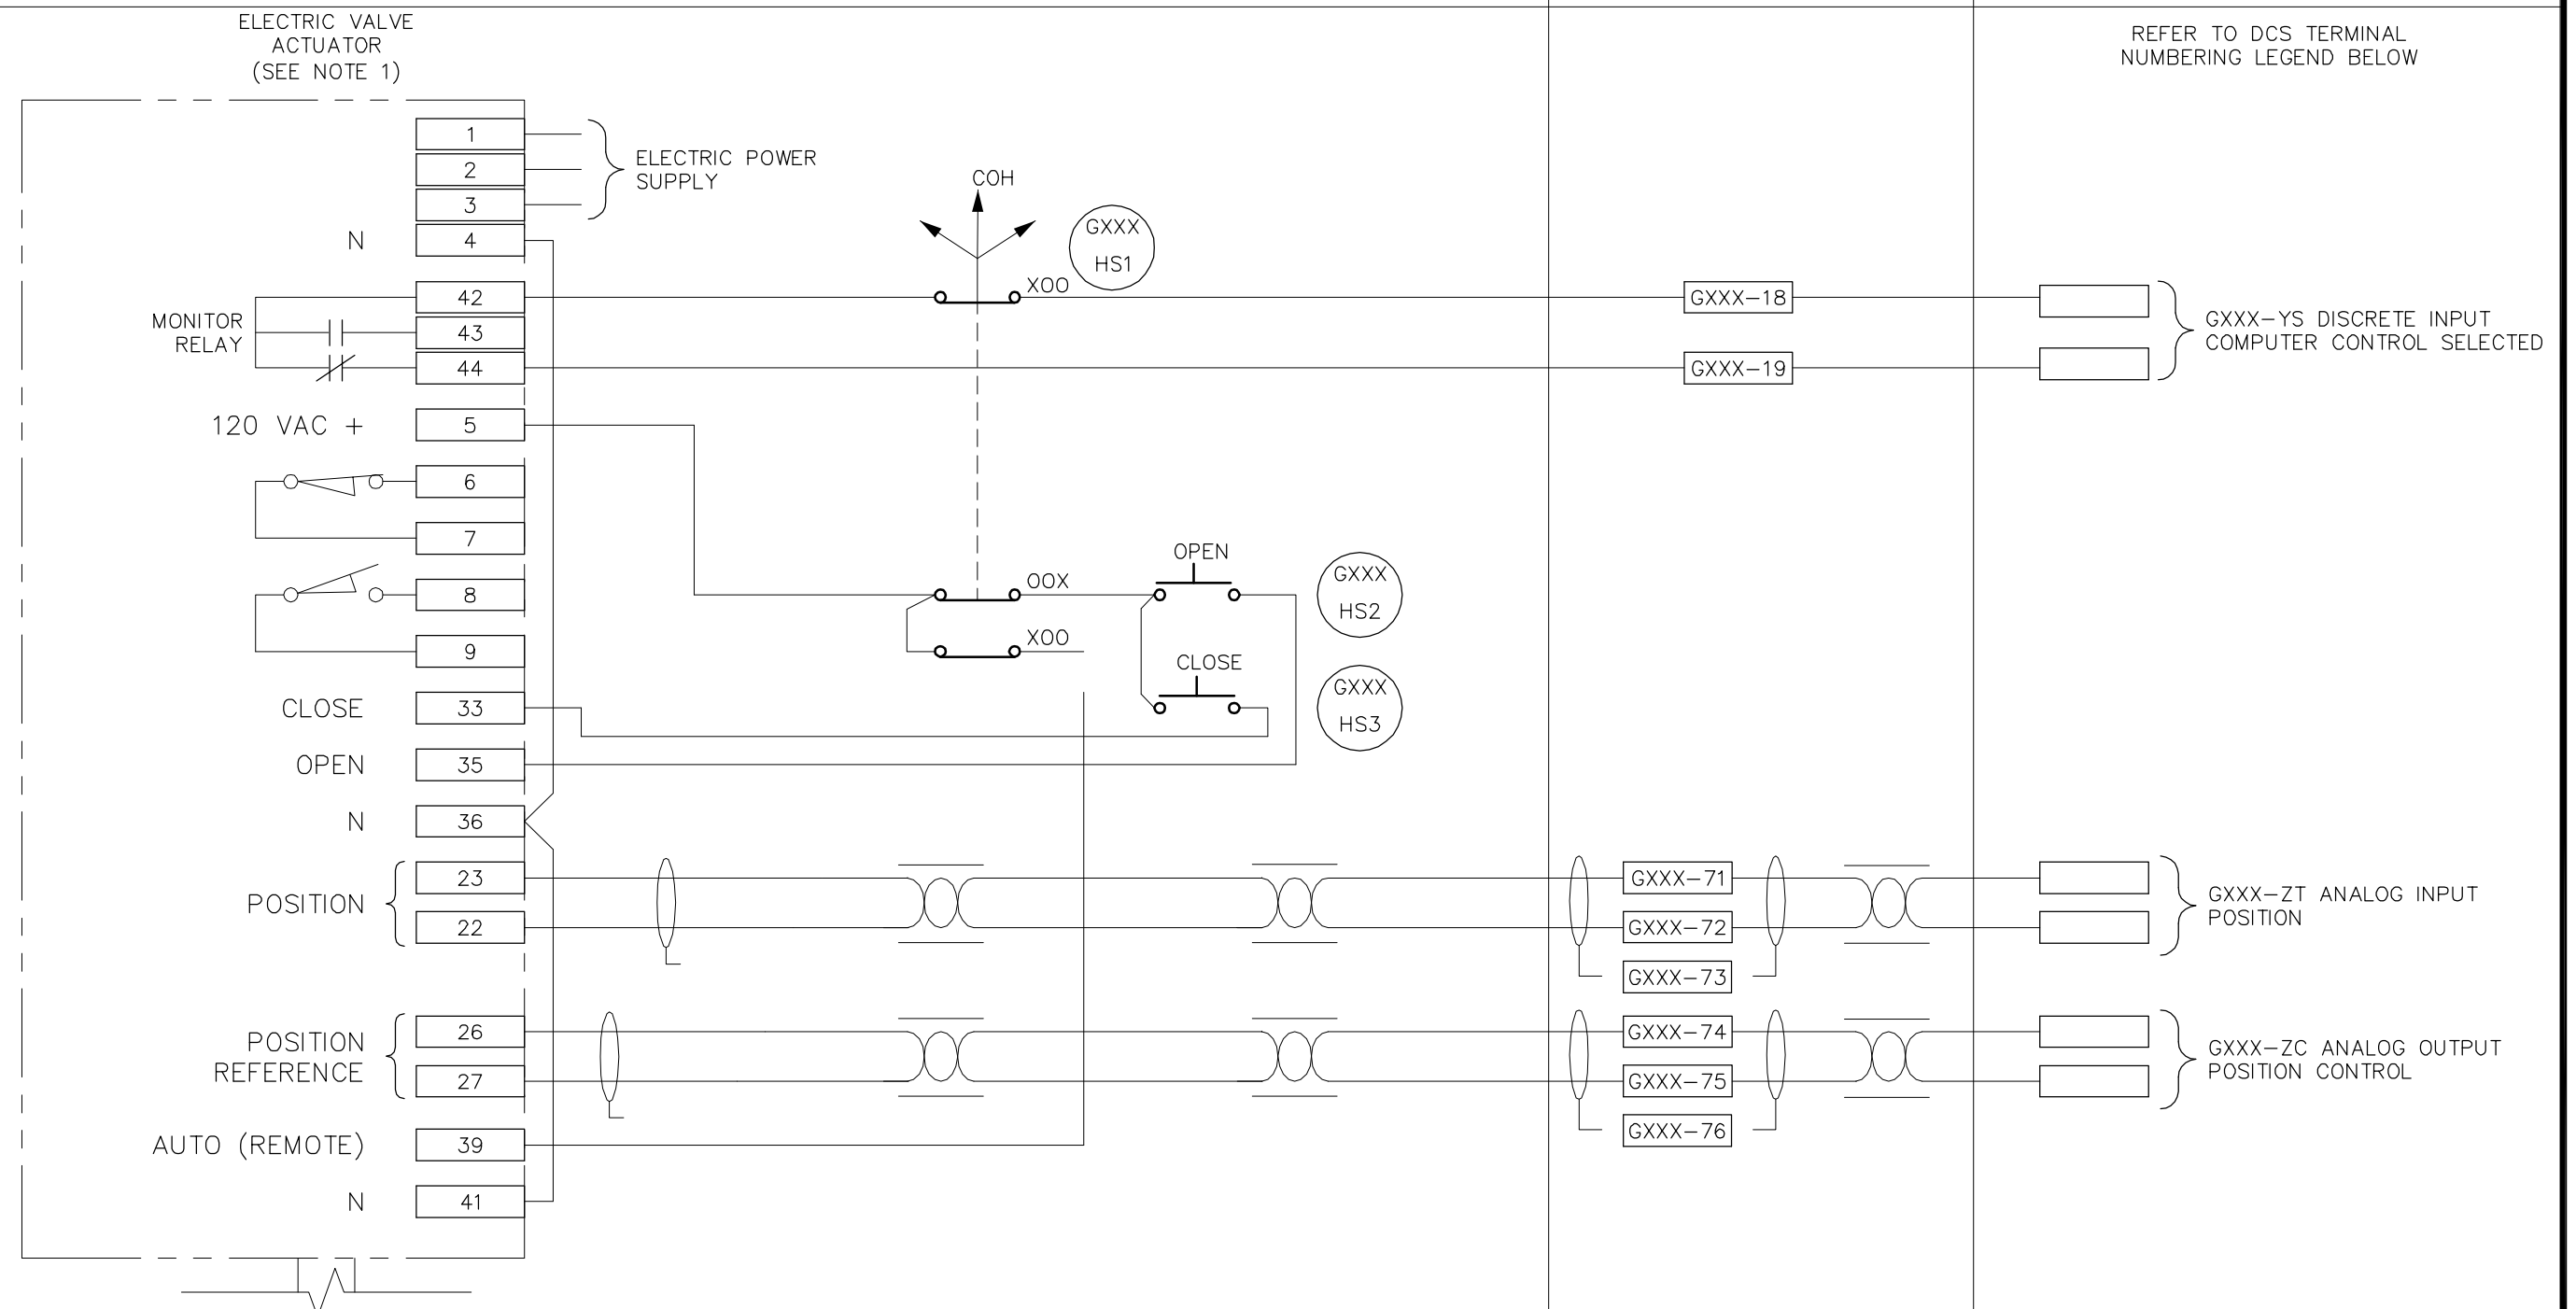 ELECTRIC VALVE
ACTUATOR
(SEE NOTE 1)
REFER TO DCS TERMINAL
NUMBERING LEGEND BELOW
1
2
3
ELECTRIC POWER
SUPPLY
N
4
COH
GXXX
HS1
MONITOR
RELAY
42
43
44
XOO
GXXX-18
GXXX-19
GXXX-YS DISCRETE INPUT
COMPUTER CONTROL SELECTED
120 VAC +
5
6
7
8
9
OOX
XOO
OPEN
GXXX
HS2
CLOSE
GXXX
HS3
CLOSE
33
OPEN
35
N
36
POSITION
23
22
GXXX-71
GXXX-72
GXXX-73
GXXX-ZT ANALOG INPUT
POSITION
POSITION
REFERENCE
26
27
GXXX-74
GXXX-75
GXXX-76
GXXX-ZC ANALOG OUTPUT
POSITION CONTROL
AUTO (REMOTE)
39
N
41